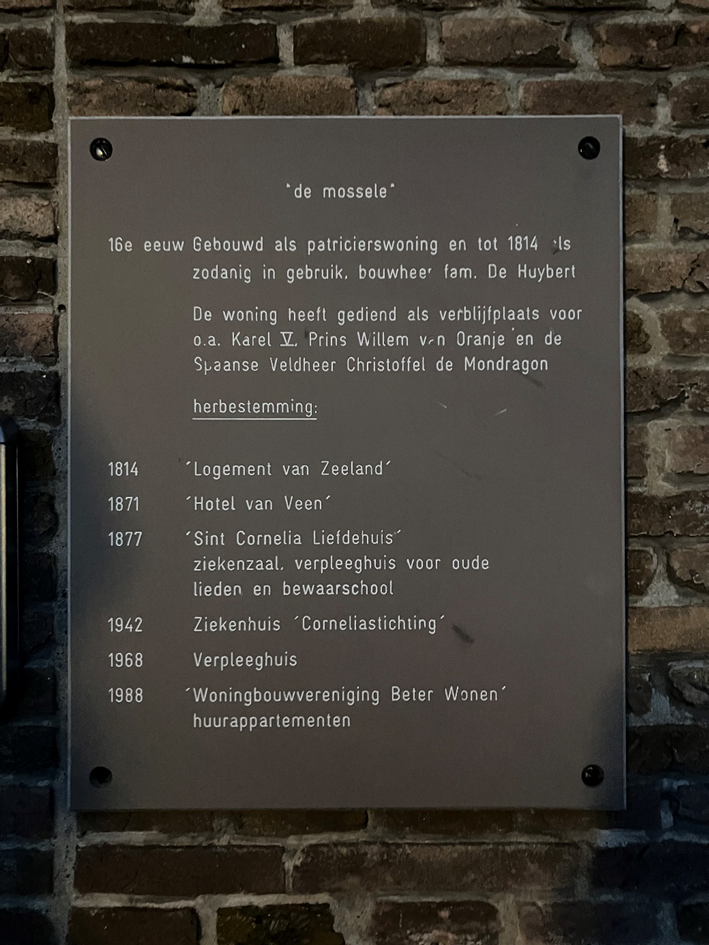 "de mossele"
16e eeuw Gebouwd als patricierswoning en tot 1814 als
zodanig in gebruik, bouwheer fam. De Huybert
De woning heeft gediend als verblijfplaats voor
o.a. Karel V, Prins Willem van Oranje en de
Spaanse Veldheer Christoffel de Mondragon
herbestemming:
1814 ´Logement van Zeeland´
1871 ´Hotel van Veen´
1877 ´Sint Cornelia Liefdehuis´
ziekenzaal, verpleeghuis voor oude
lieden en bewaarschool
1942 Ziekenhuis ´Corneliastichting´
1968 Verpleeghuis
1988 ´Woningbouwvereniging Beter Wonen´
huurappartementen